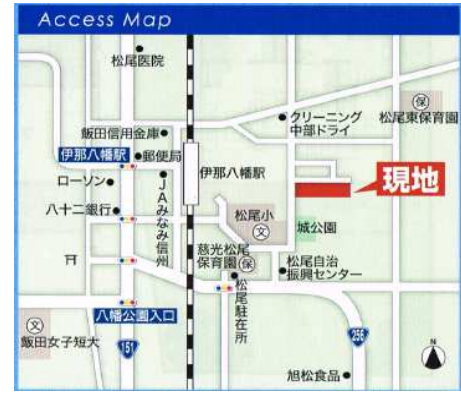 Access Map
松尾医院
クリーニング
中部ドライ
保
松尾東保育園
飯田信用金庫
伊那八幡駅
郵便局
伊那八幡駅
ローソン
JAみなみ信州
現地
八十二銀行
松尾小
文
城公園
慈光松尾
保育園
保
松尾自治
振興センター
松尾駐在所
八幡公園入口
文
飯田女子短大
151
256
N
旭松食品